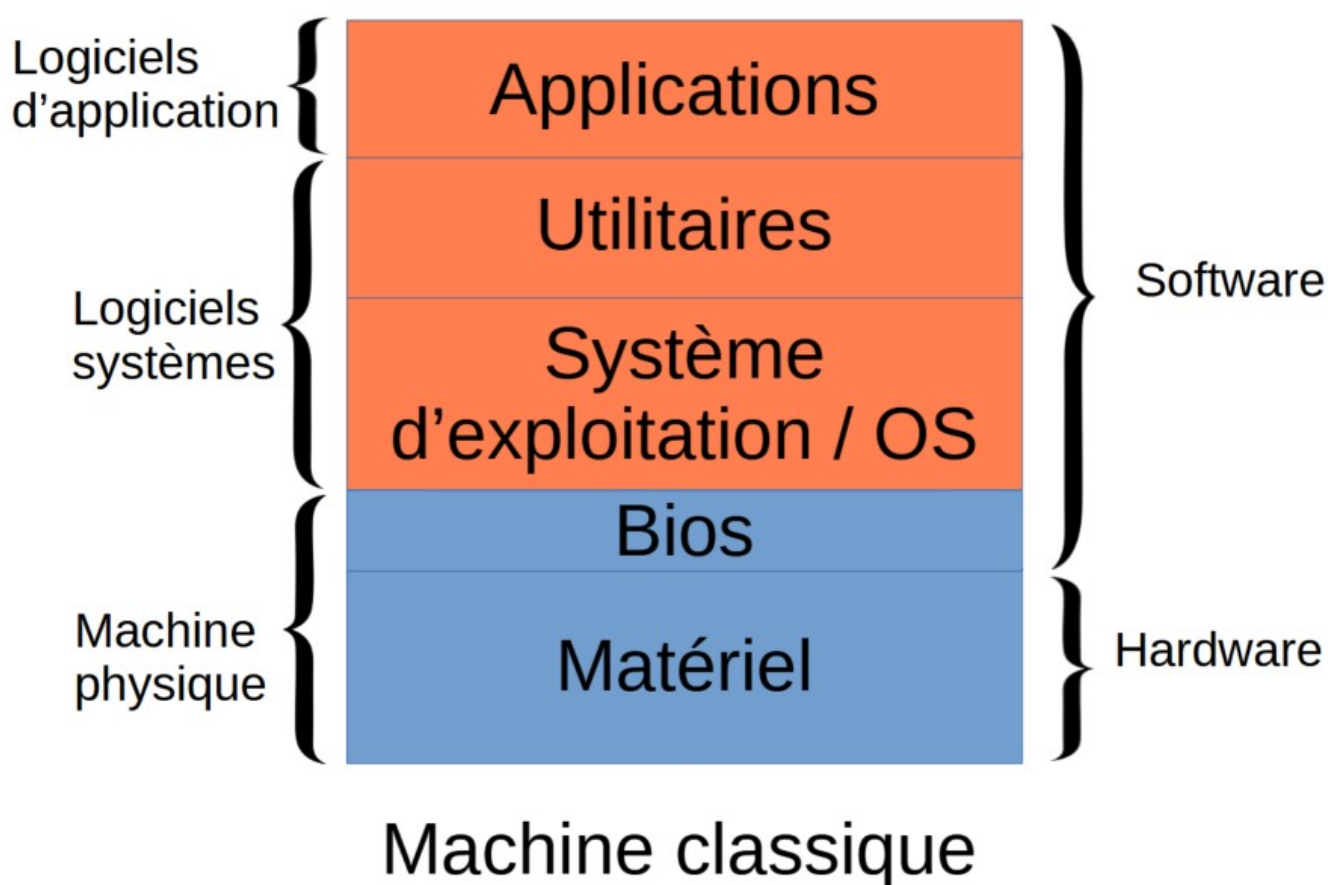 Logiciels
d’application
Applications
Utilitaires
Software
Logiciels
systèmes
Système
d’exploitation / OS
Bios
Machine
physique
Matériel
Hardware
Machine classique